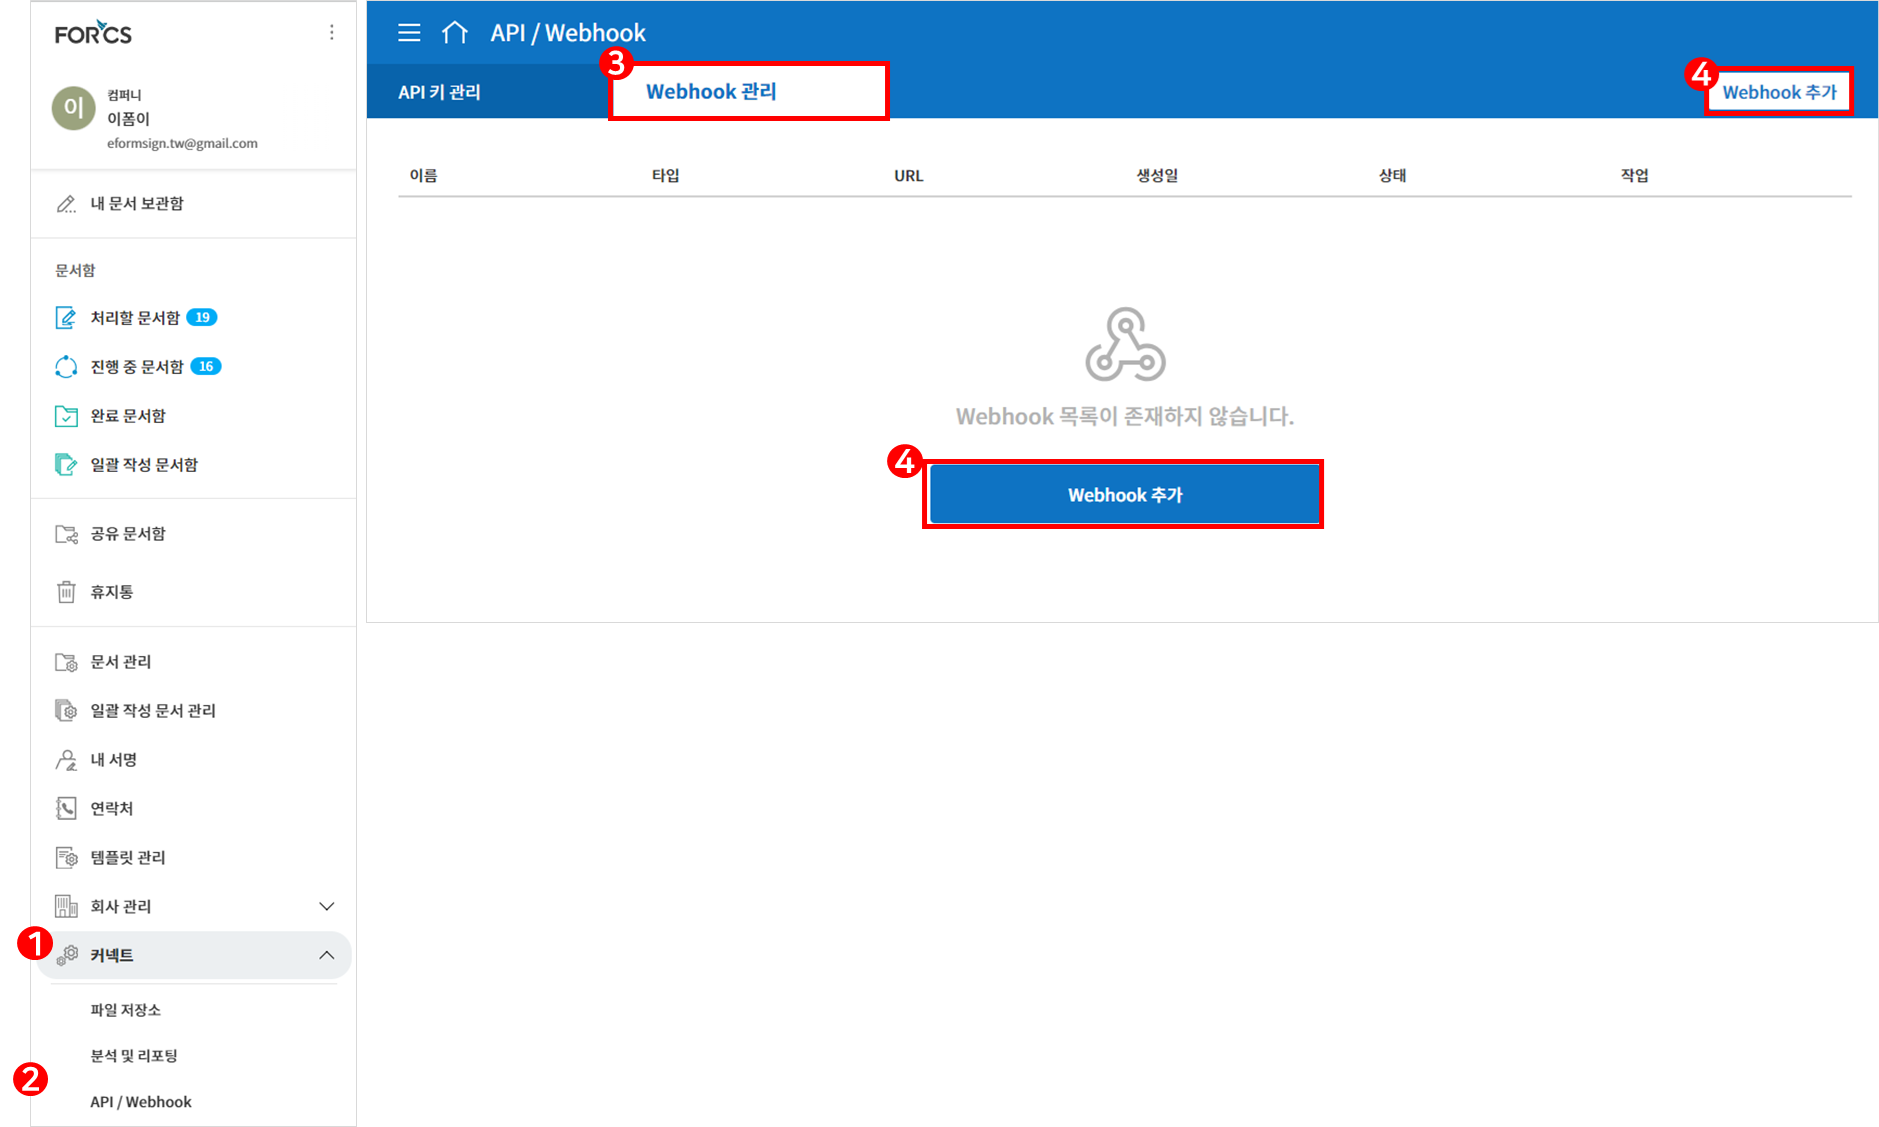 FORCS
이
컴퍼니
이폼이
eformsign.tw@gmail.com
내 문서 보관함
문서함
처리할 문서함 19
진행 중 문서함 16
완료 문서함
일괄 작성 문서함
공유 문서함
휴지통
문서 관리
일괄 작성 문서 관리
내 서명
연락처
템플릿 관리
회사 관리
1 커넥트
파일 저장소
분석 및 리포팅
2
API / Webhook
API / Webhook
API 키 관리
3 Webhook 관리
4 Webhook 추가
이름 타입 URL 생성일 상태 작업
Webhook 목록이 존재하지 않습니다.
4 Webhook 추가